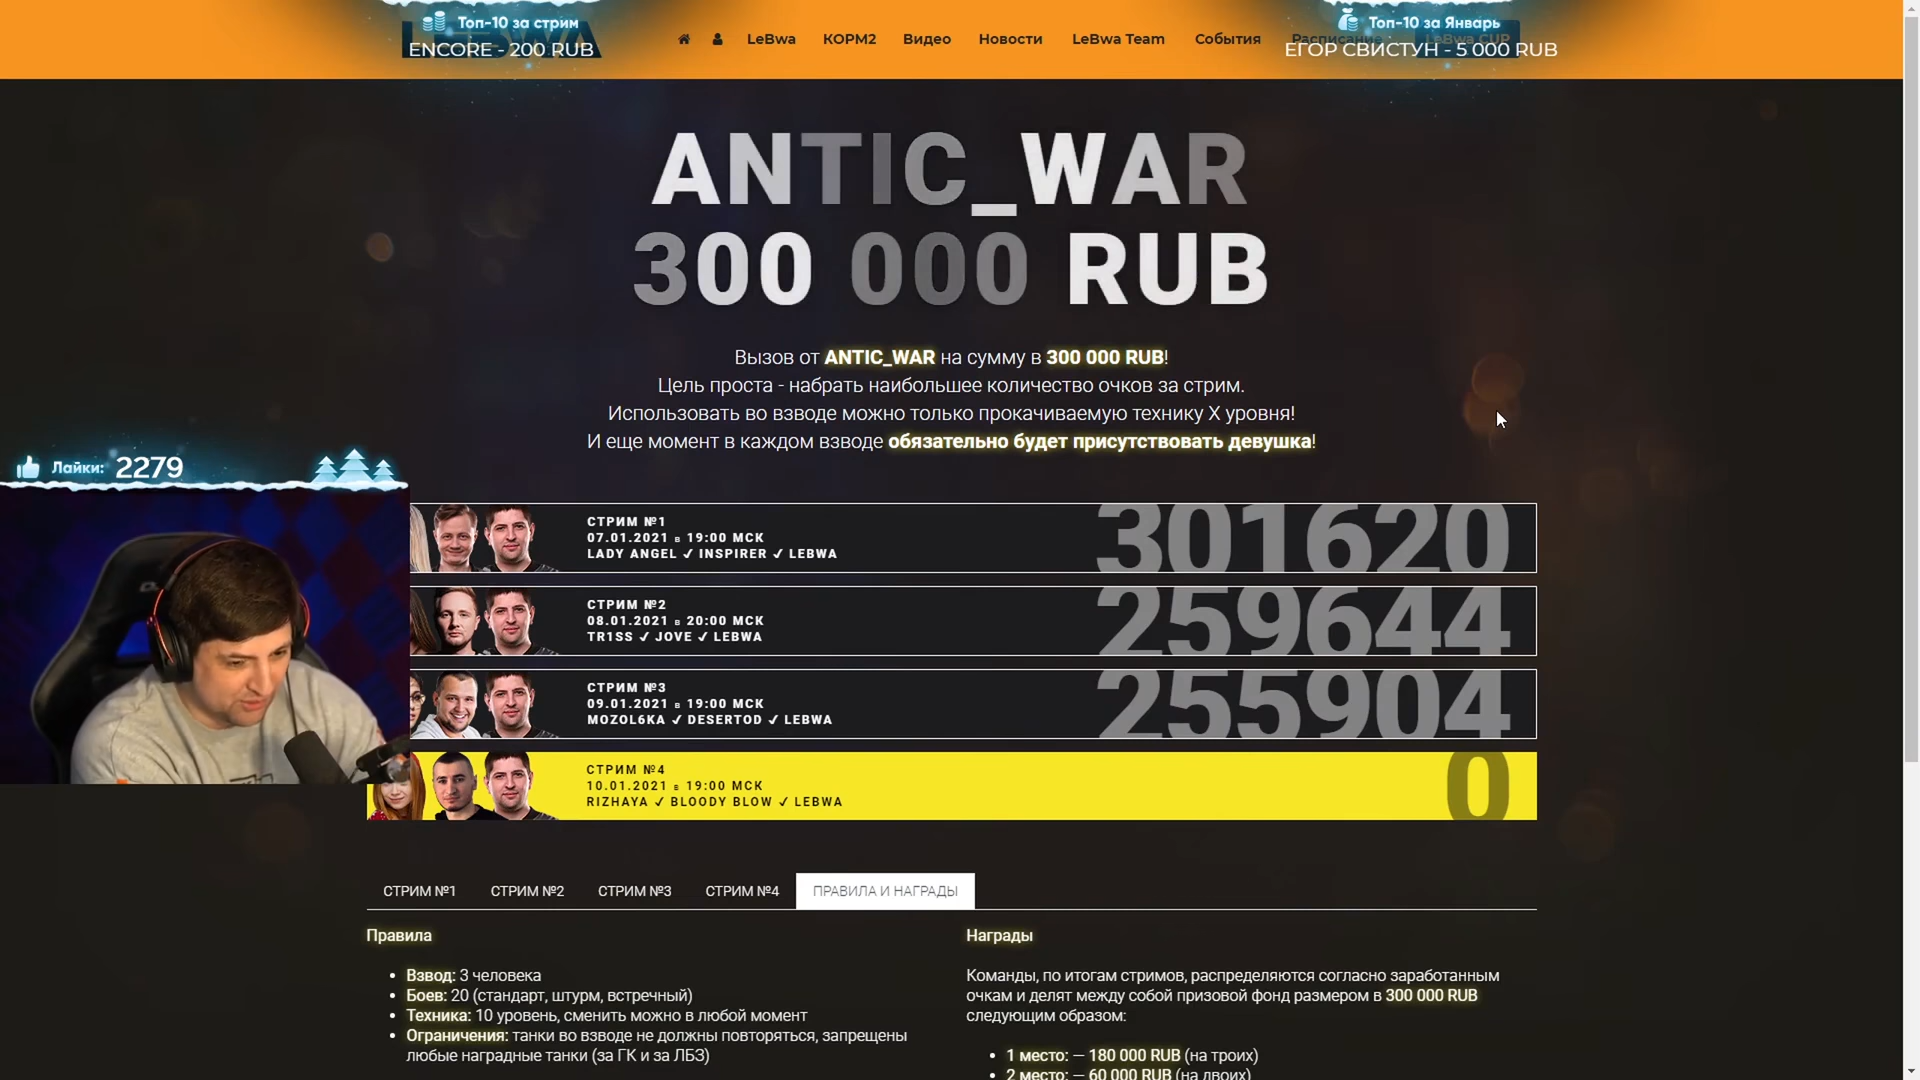 Топ-10 за стрим
ENCORE - 200 RUB
LeBwa
КОРМ2
Видео
Новости
LeBwa Team
События
Расписание
LeBwa CUP
Топ-10 за Январь
ЕГОР СВИСТУН - 5 000 RUB
ANTIC_WAR
300 000 RUB
Вызов от ANTIC_WAR на сумму в 300 000 RUB!
Цель проста - набрать наибольшее количество очков за стрим.
Использовать во взводе можно только прокачиваемую технику X уровня!
И еще момент в каждом взводе обязательно будет присутствовать девушка!
Лайки: 2279
СТРИМ №1
07.01.2021 в 19:00 МСК
LADY ANGEL ✓ INSPIRER ✓ LEBWA
301620
СТРИМ №2
08.01.2021 в 20:00 МСК
TR1SS ✓ JOVE ✓ LEBWA
259644
СТРИМ №3
09.01.2021 в 19:00 МСК
MOZOL6KA ✓ DESERTOD ✓ LEBWA
255904
СТРИМ №4
10.01.2021 в 19:00 МСК
RIZHAYA ✓ BLOODY BLOW ✓ LEBWA
0
СТРИМ №1
СТРИМ №2
СТРИМ №3
СТРИМ №4
ПРАВИЛА И НАГРАДЫ
Правила
Взвод: 3 человека
Боев: 20 (стандарт, штурм, встречный)
Техника: 10 уровень, сменить можно в любой момент
Ограничения: танки во взводе не должны повторяться, запрещены
любые наградные танки (за ГК и за ЛБЗ)
Награды
Команды, по итогам стримов, распределяются согласно заработанным
очкам и делят между собой призовой фонд размером в 300 000 RUB
следующим образом:
1 место: — 180 000 RUB (на троих)
2 место: — 60 000 RUB (на двоих)